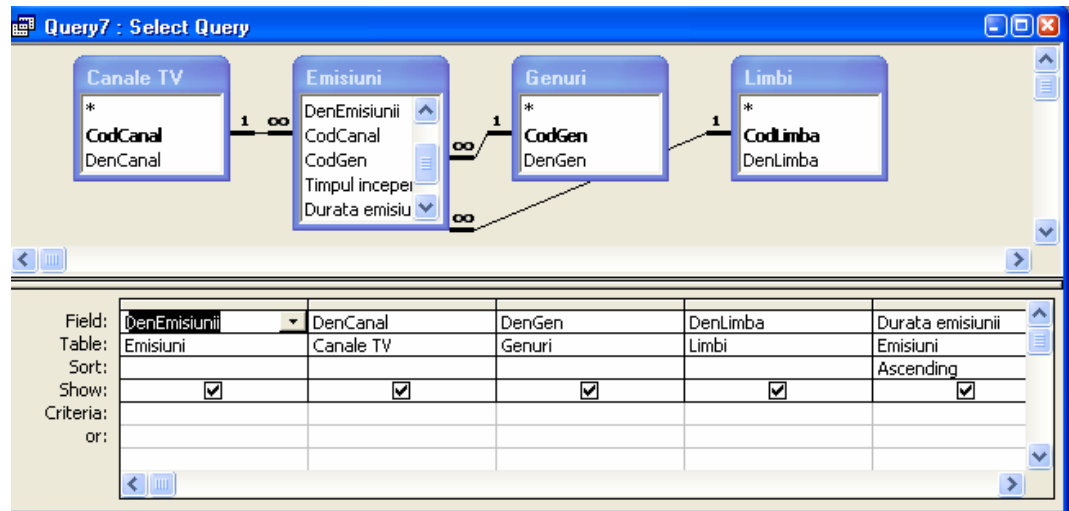 Query7 : Select Query
Canale TV
*
CodCanal
DenCanal
1 ∞
Emisiuni
DenEmisiunii
CodCanal
CodGen
Timpul inceper
Durata emisiu
∞ 1
∞
Genuri
*
CodGen
DenGen
1
Limbi
*
CodLimba
DenLimba
Field: DenEmisiunii DenCanal DenGen DenLimba Durata emisiunii
Table: Emisiuni Canale TV Genuri Limbi Emisiuni
Sort: Ascending
Show:
Criteria:
or: